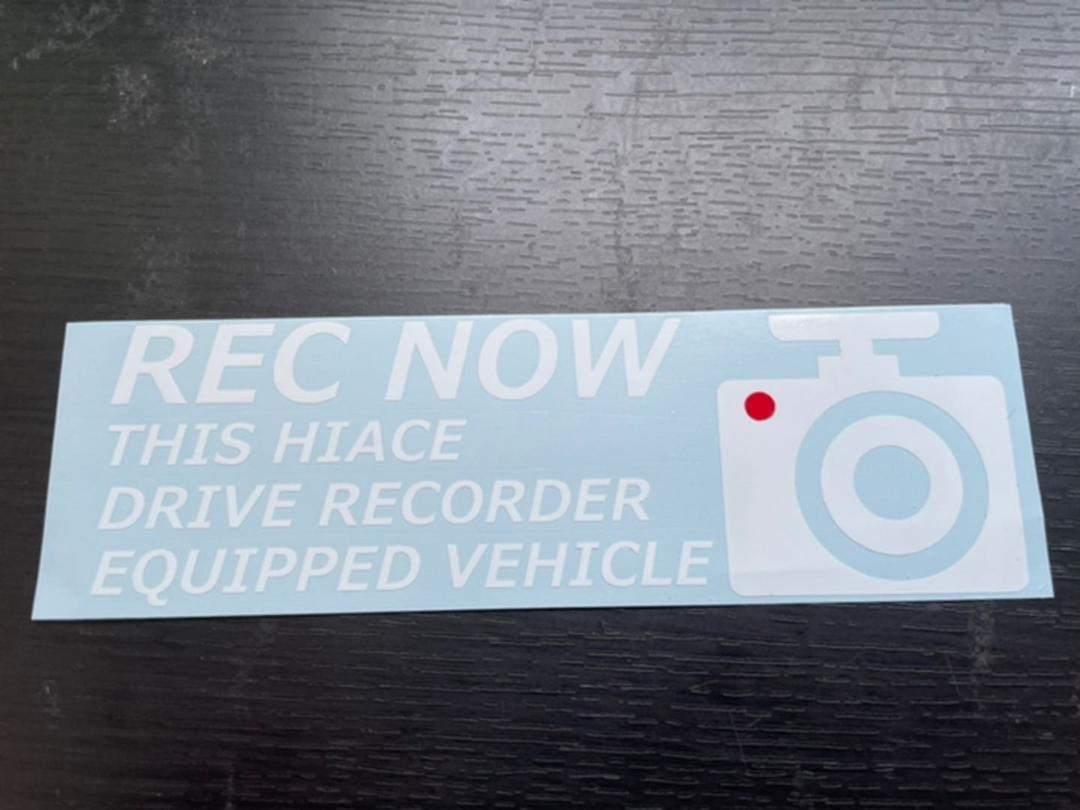 REC NOW
THIS HIACE
DRIVE RECORDER
EQUIPPED VEHICLE